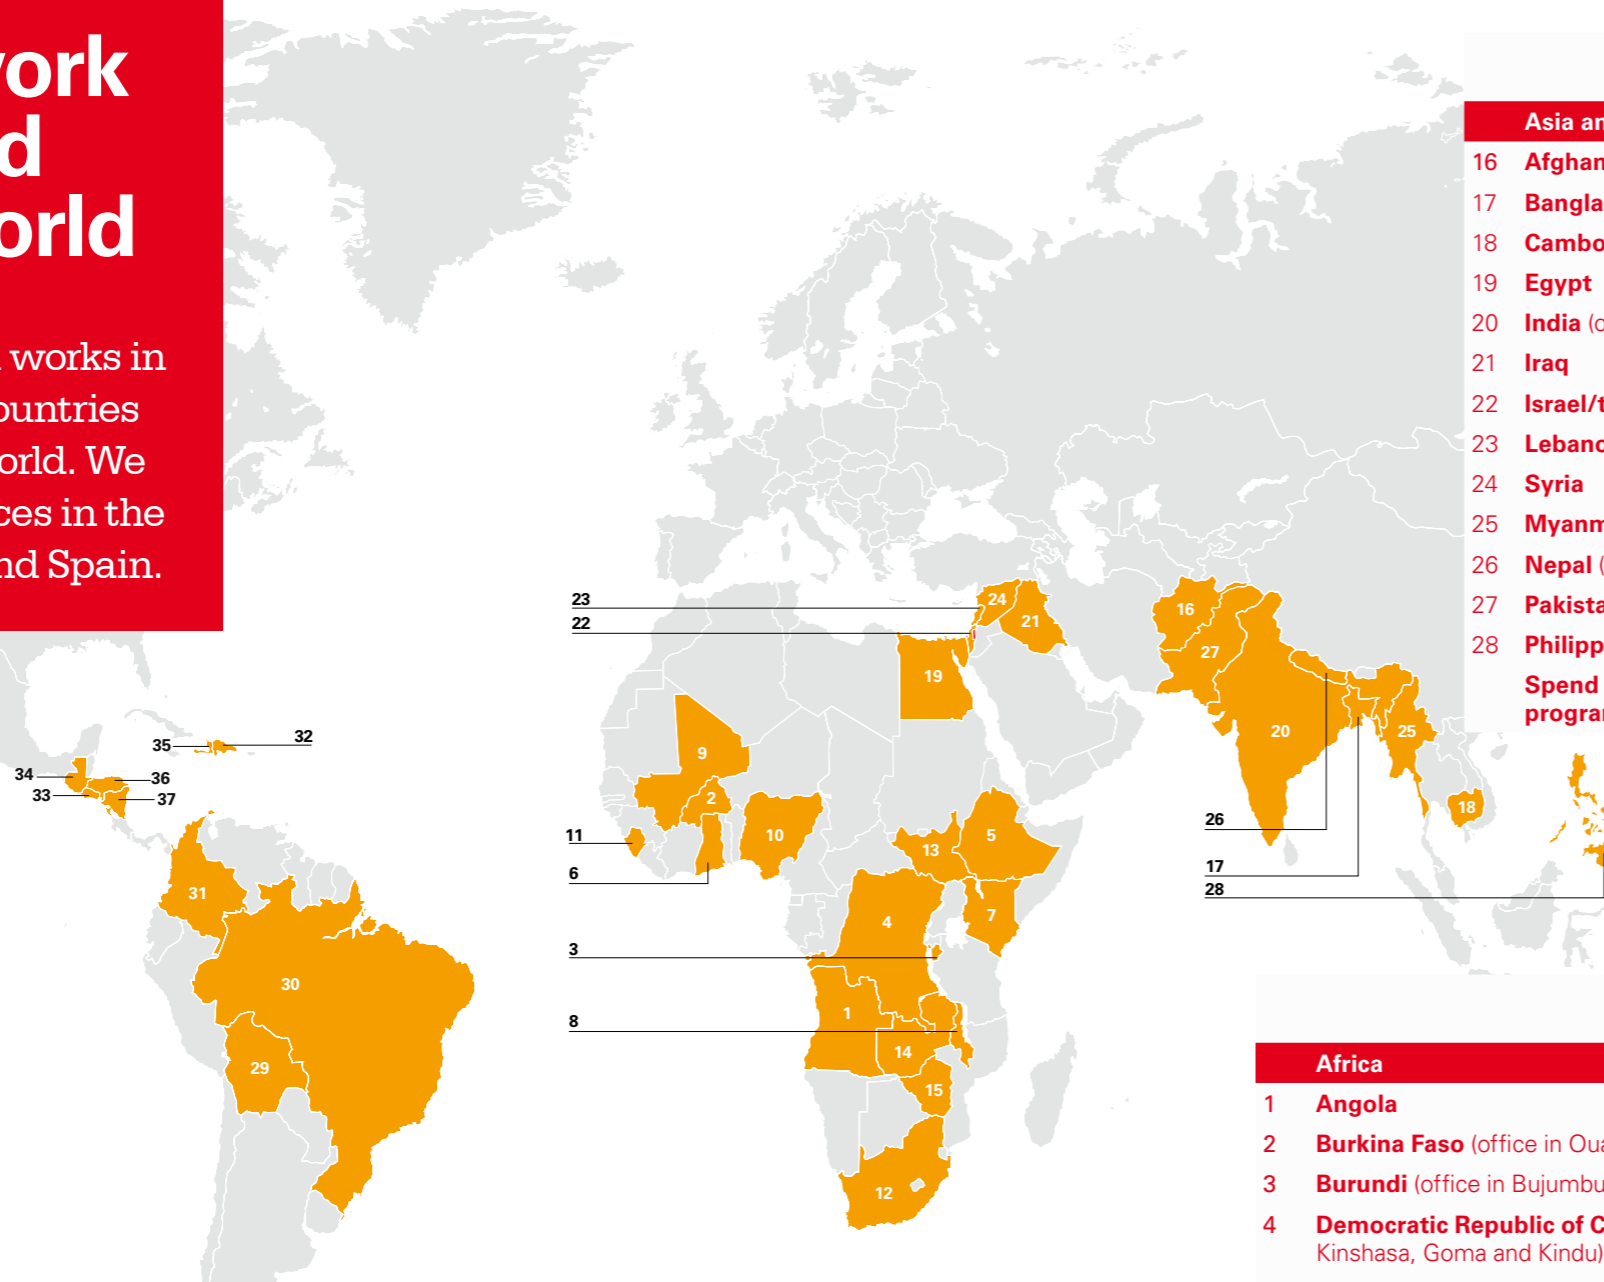 work
d
orld
works in
ountries
orld. We
ces in the
nd Spain.
Asia an
16 Afghan
17 Bangla
18 Cambo
19 Egypt
20 India (o
21 Iraq
22 Israel/t
23 Lebano
24 Syria
25 Myanm
26 Nepal (
27 Pakista
28 Philipp
Spend
progra
23
22
24
21
16
27
19
20
25
18
26
17
28
35
32
34
36
33
37
9
2
10
11
6
13
5
31
4
7
3
30
1
8
14
29
15
12
Africa
1 Angola
2 Burkina Faso (office in Oua
3 Burundi (office in Bujumbu
4 Democratic Republic of C
Kinshasa, Goma and Kindu)